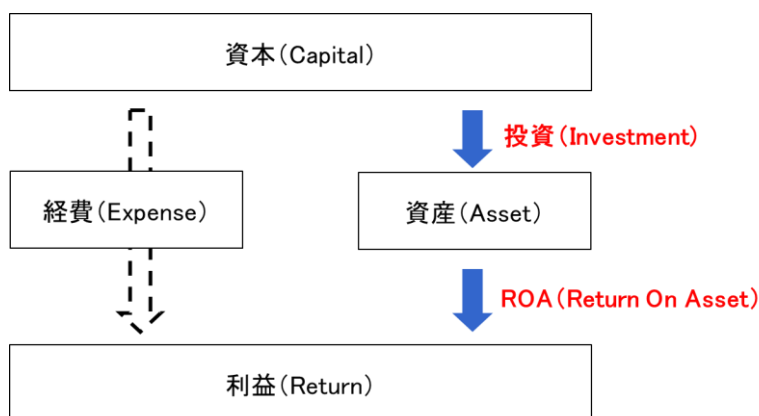 資本(Capital)
投資(Investment)
経費(Expense)
資産(Asset)
ROA(Return On Asset)
利益(Return)